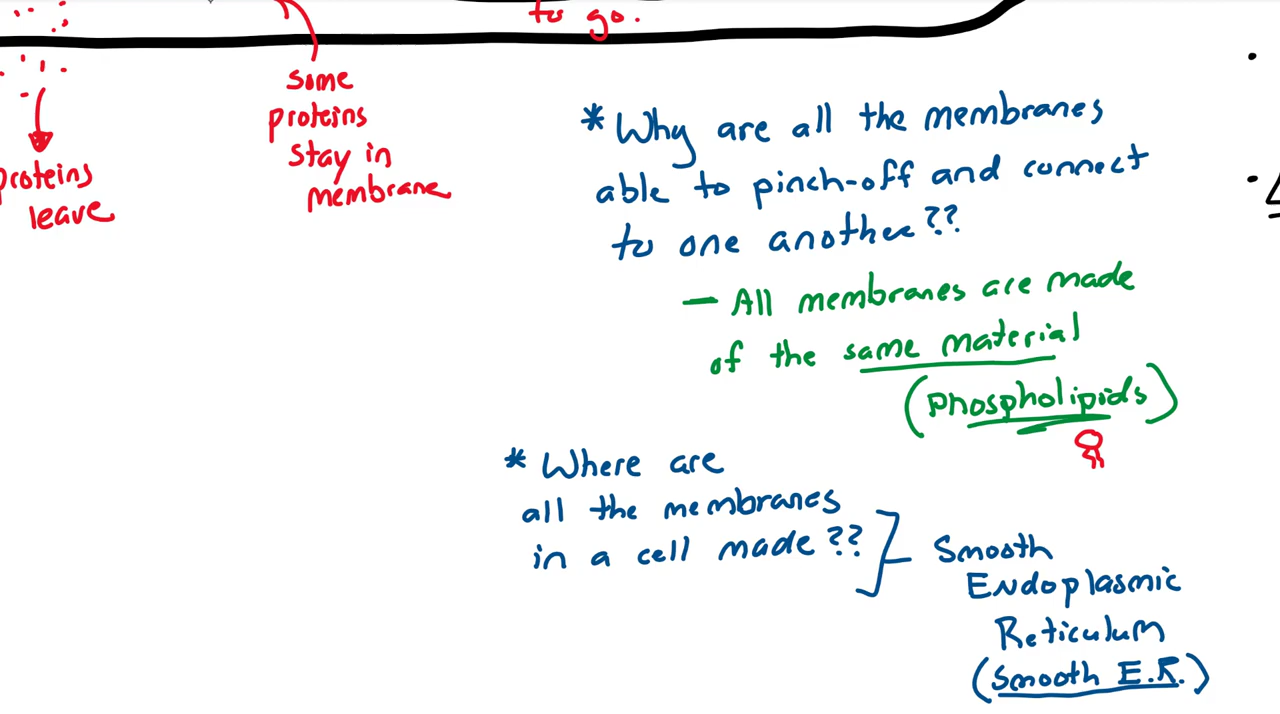 to go.
some
proteins
stay in
membrane
proteins
leave
* Why are all the membranes
able to pinch-off and connect
to one another??
— All membranes are made
of the same material
(phospholipids)
* Where are
all the membranes
in a cell made??
Smooth
Endoplasmic
Reticulum
(Smooth E.R.)